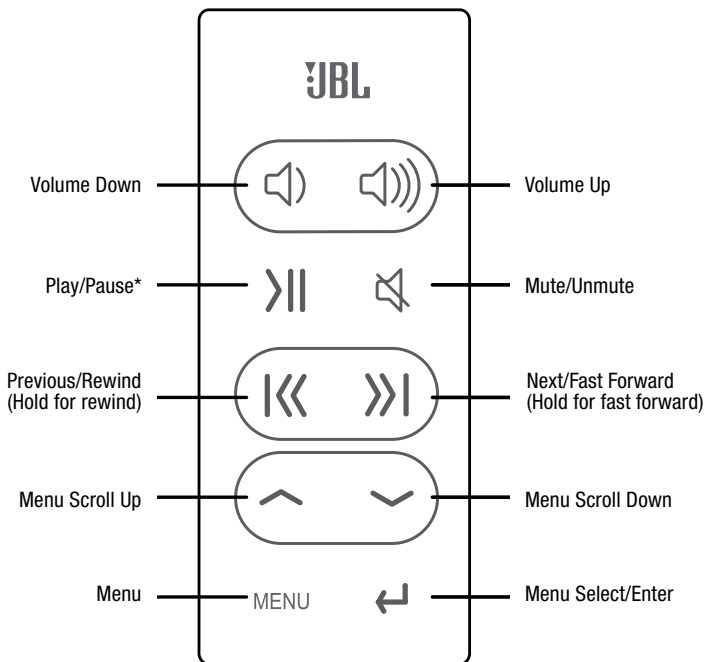 JBL
Volume Down
Volume Up
Play/Pause*
Mute/Unmute
Previous/Rewind
(Hold for rewind)
Next/Fast Forward
(Hold for fast forward)
Menu Scroll Up
Menu Scroll Down
Menu
MENU
Menu Select/Enter